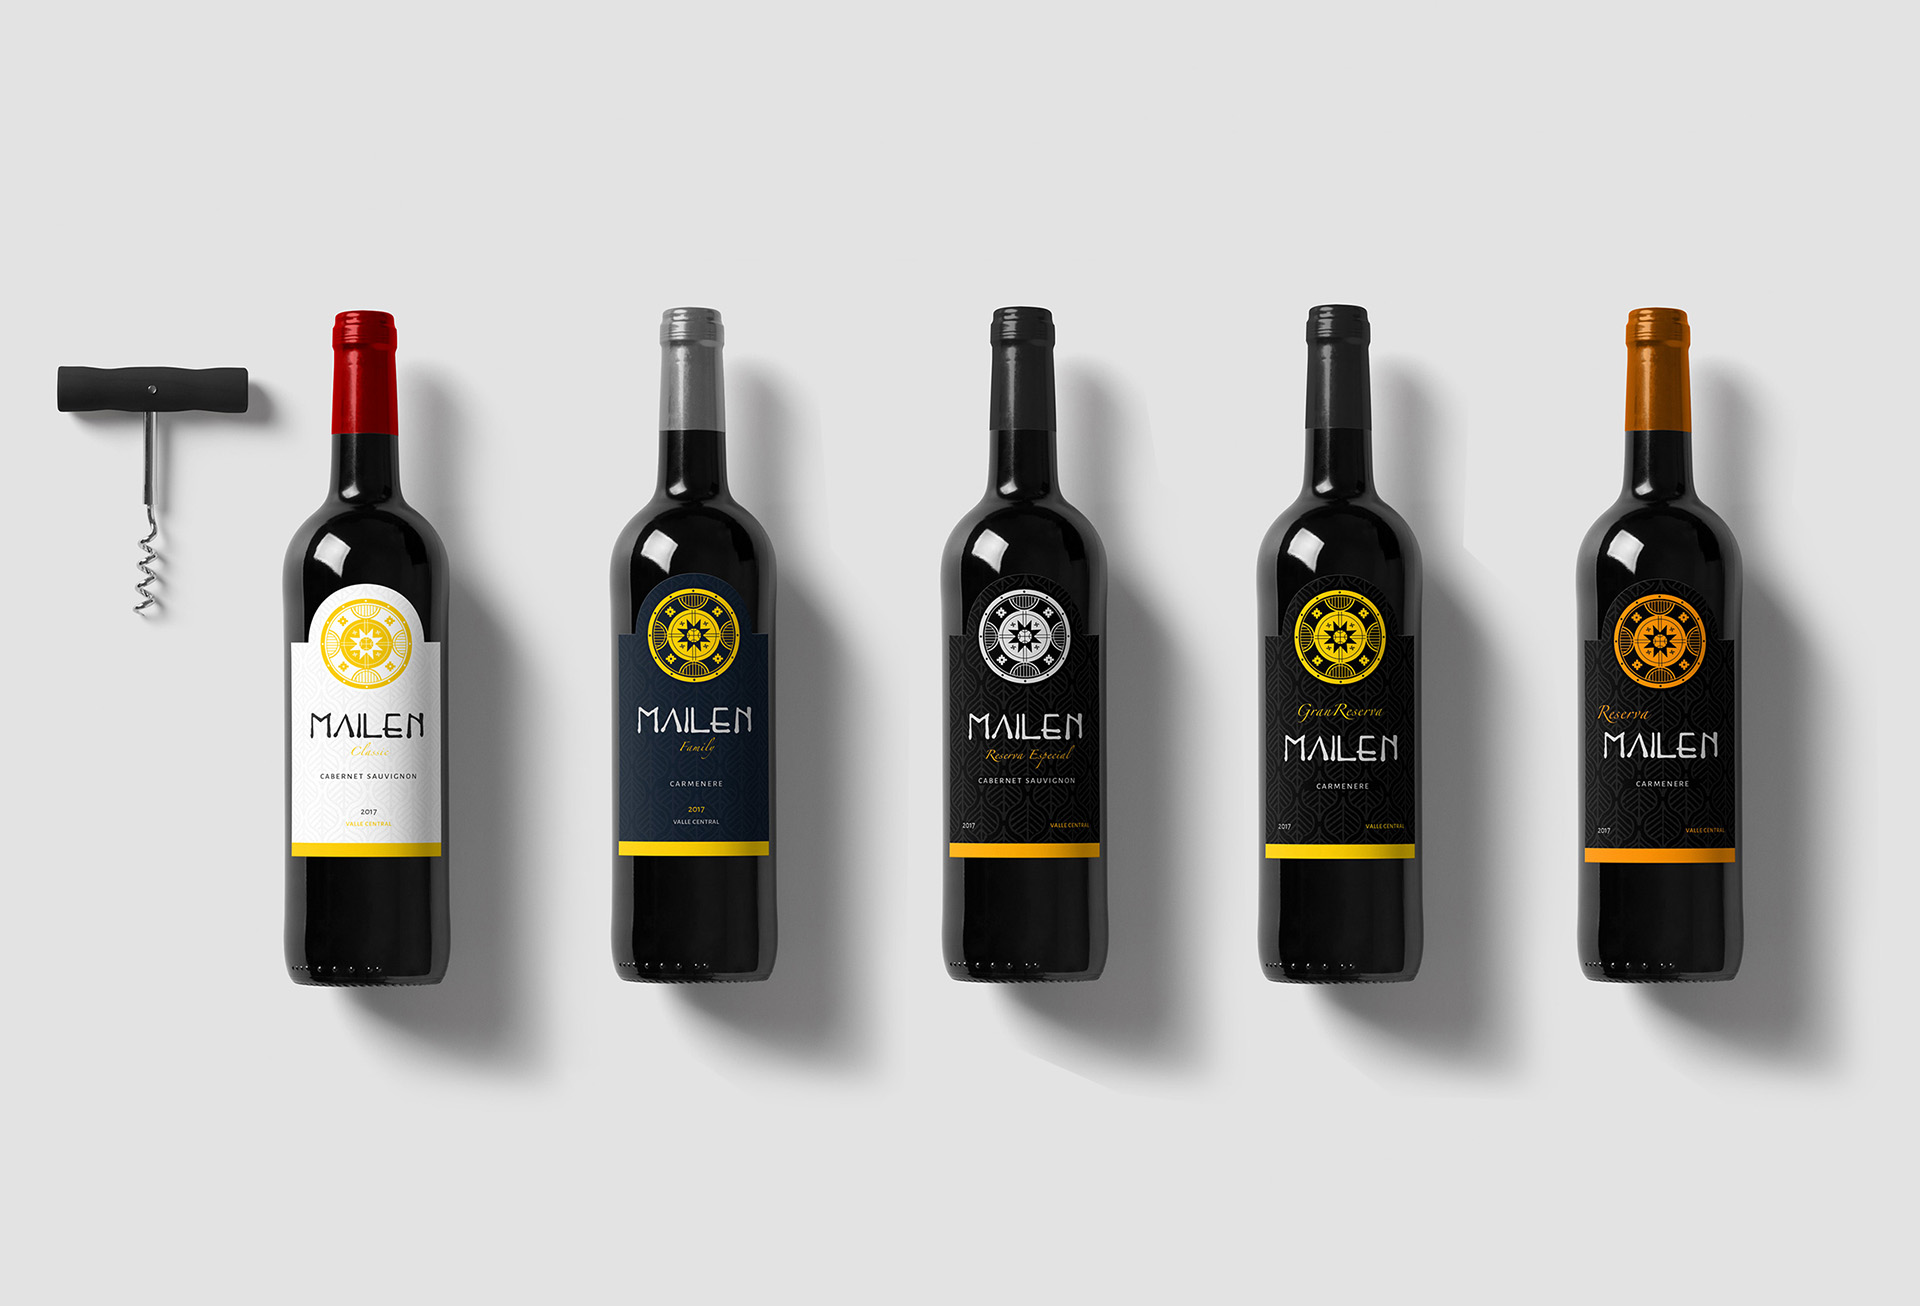 MAILEN
Classic
CABERNET SAUVIGNON
2017
VALLE CENTRAL
MAILEN
Family
CARMENERE
2017
VALLE CENTRAL
MAILEN
Reserva Especial
CABERNET SAUVIGNON
2017 VALLE CENTRAL
Gran Reserva
MAILEN
CARMENERE
2017 VALLE CENTRAL
Reserva
MAILEN
CARMENERE
2017 VALLE CENTRAL